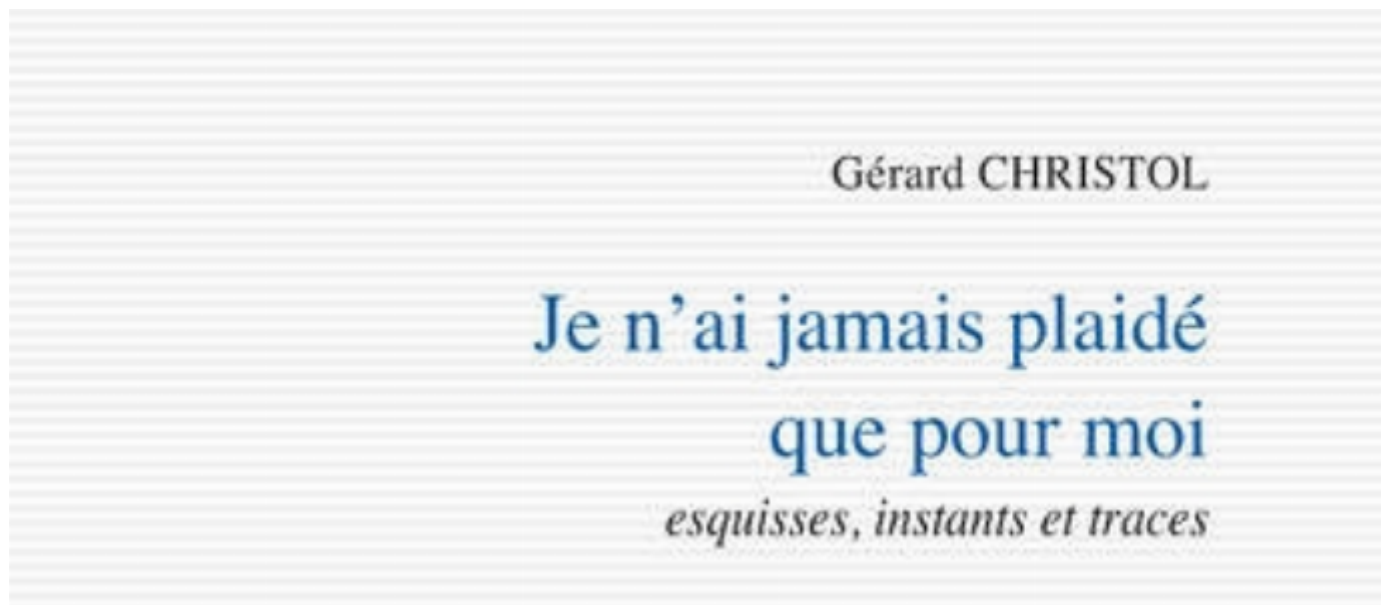 Gérard CHRISTOL
Je n’ai jamais plaidé
que pour moi
esquisses, instants et traces